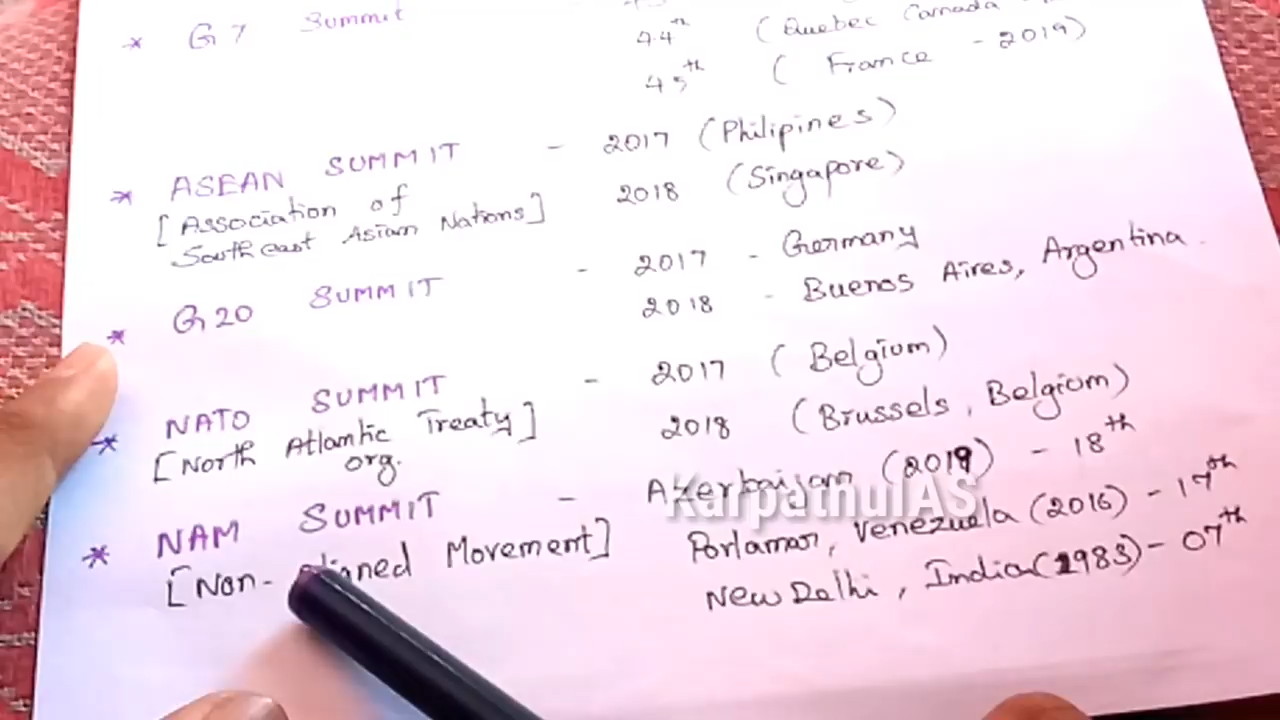 * G7 Summit
44th (Quebec Canada
45th ( France - 2019)
* ASEAN SUMMIT - 2017 (Philipines)
[Association of 2018 (Singapore)
South east Asian Nations]
* G20 SUMMIT - 2017 - Germany
2018 - Buenos Aires, Argentina.
* NATO SUMMIT - 2017 ( Belgium)
[North Atlantic Treaty] 2018 (Brussels, Belgium)
org.
* NAM SUMMIT - Azerbaijan (2019) - 18th
[Non- Movement] Porlamar, Venezuela (2016) - 17th
New Delhi, India (1983) - 07th
KarpathuIAS